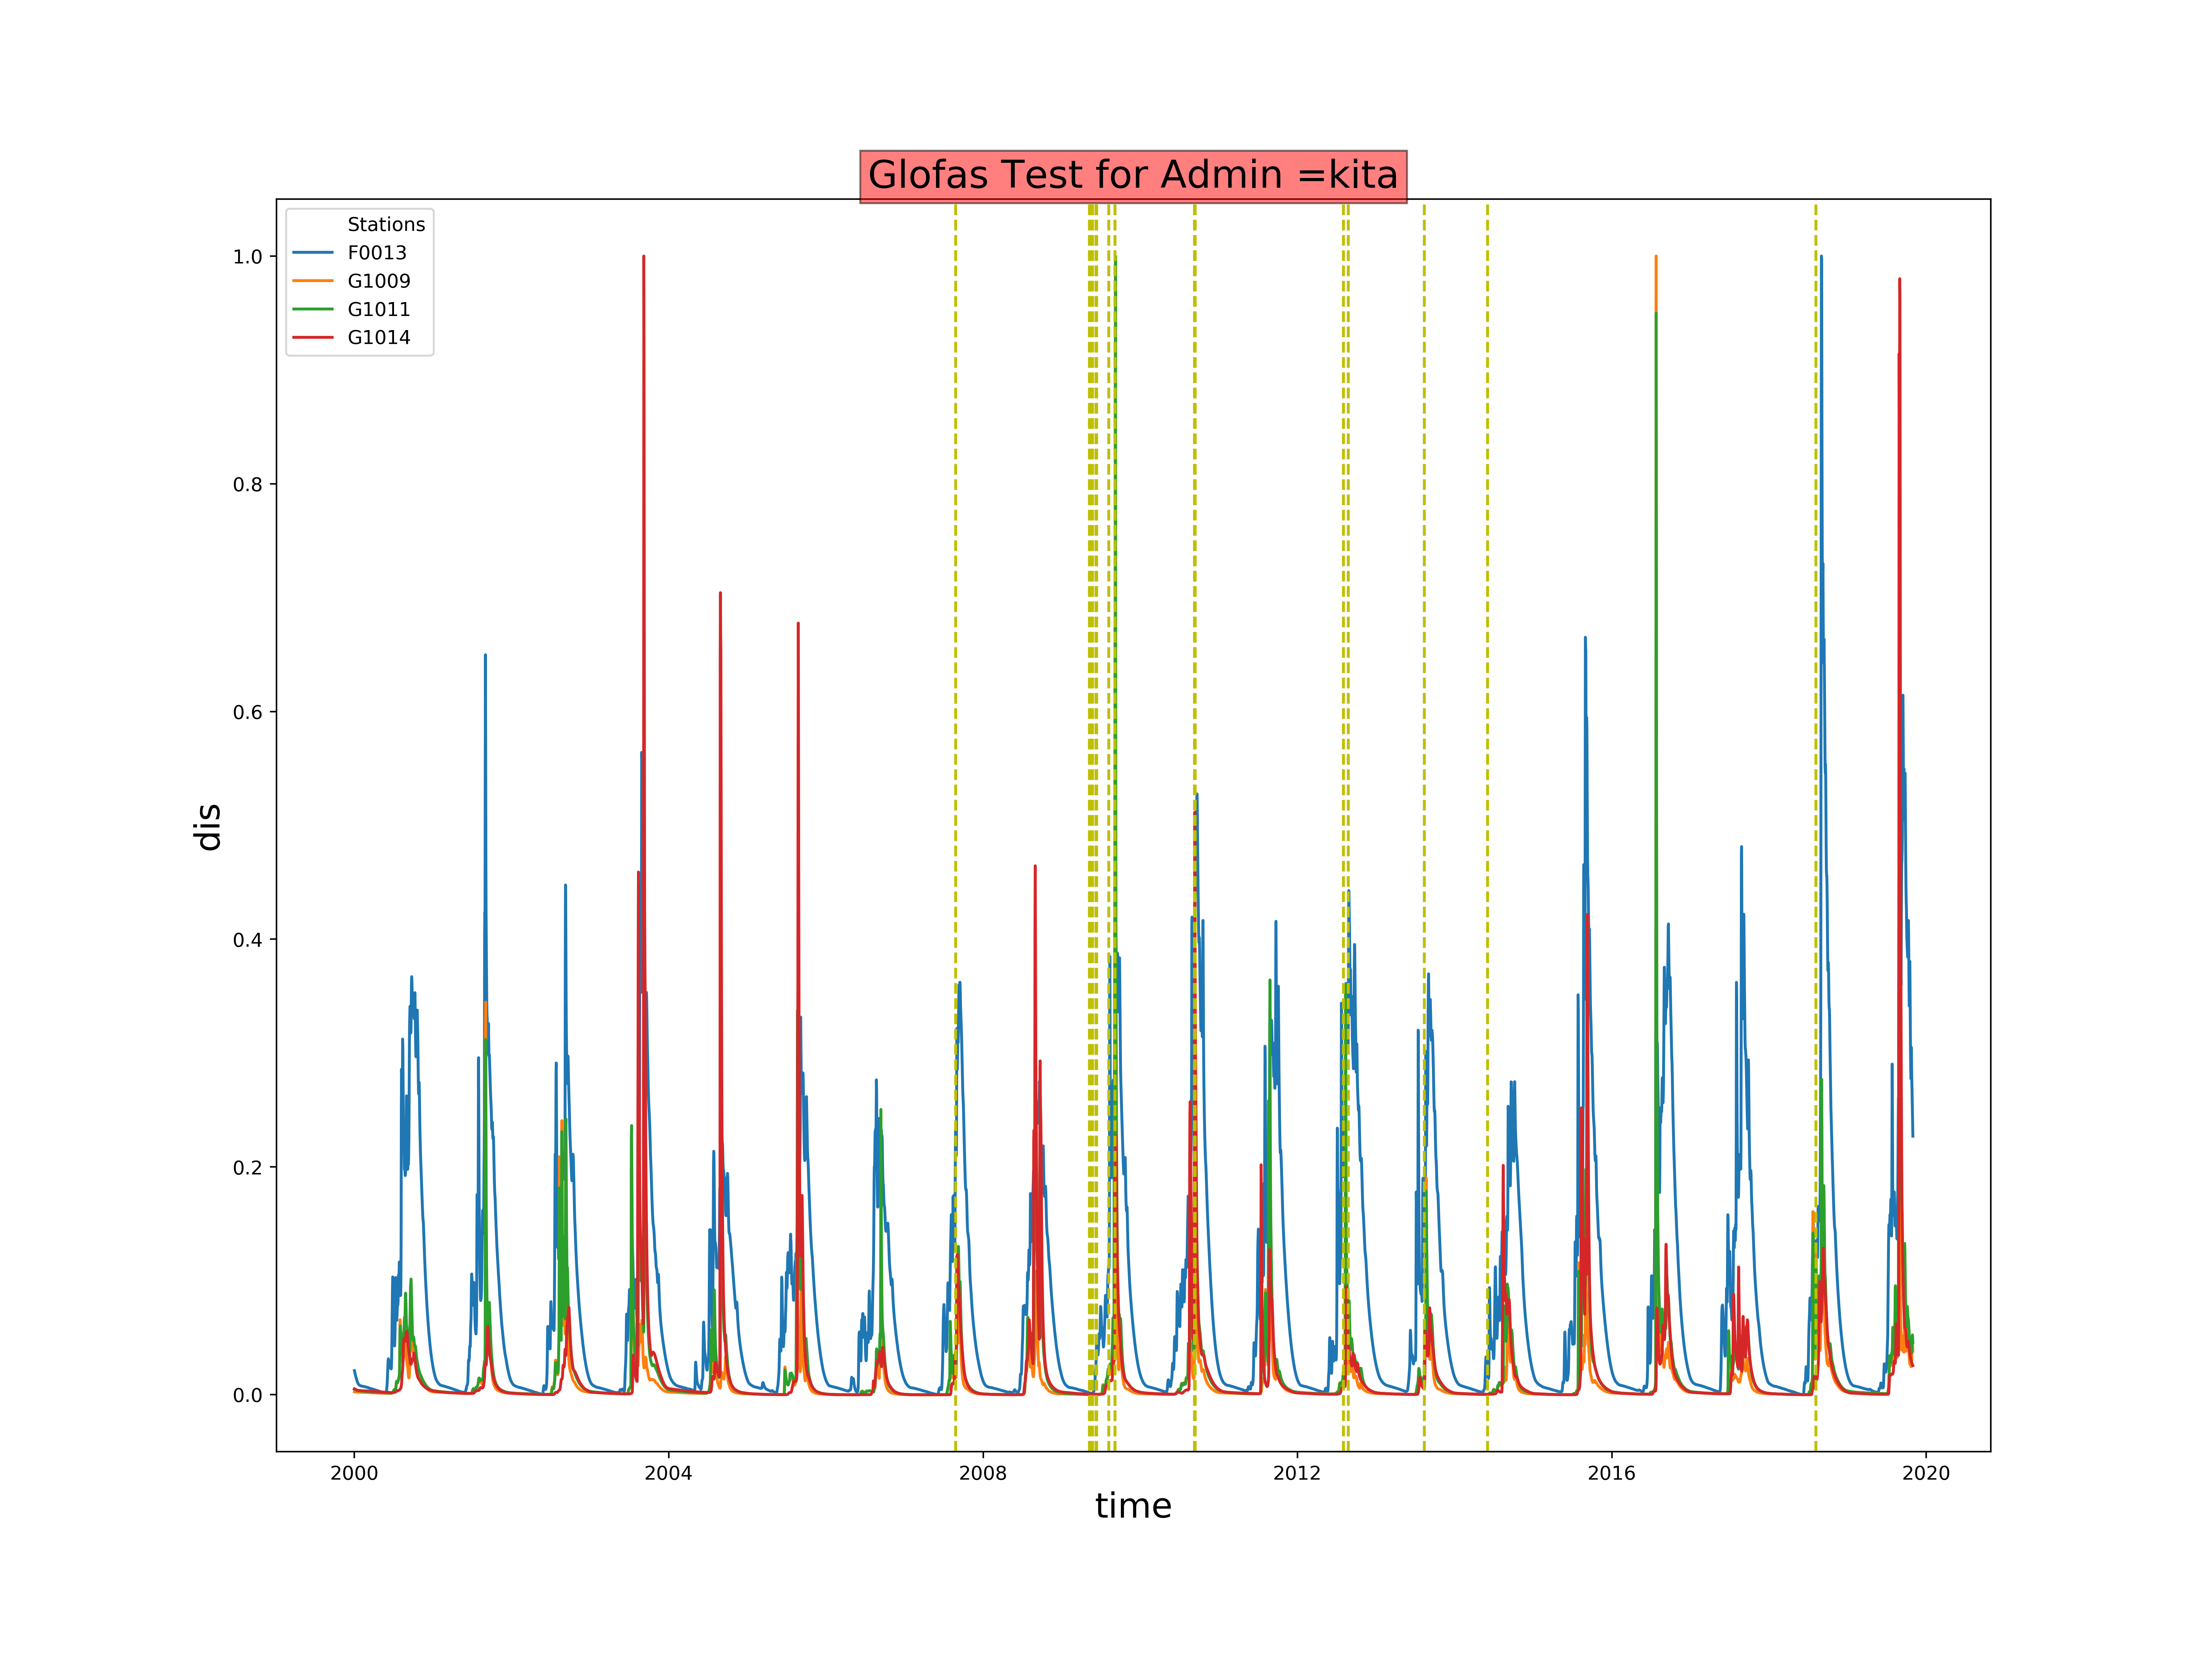 Glofas Test for Admin =kita
Stations
F0013
G1009
G1011
G1014
1.0
0.8
0.6
0.4
0.2
0.0
dis
2000
2004
2008
2012
2016
2020
time